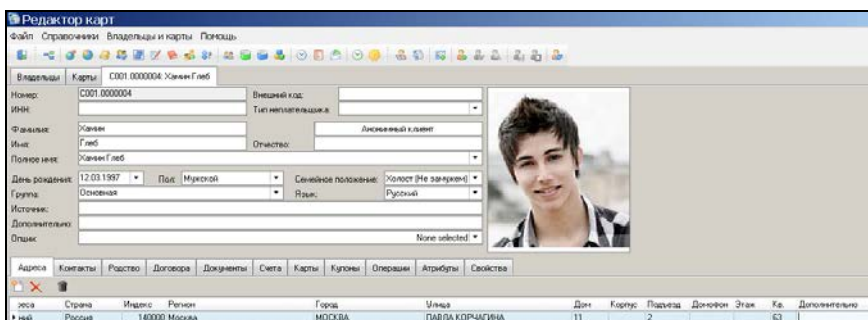 Редактор карт
Файл Справочники Владельцы и карты Помощь
Владельцы Карты C001.0000004: Хамин Глеб
Номер: C001.0000004 Внешний код:
ИНН: Тип неплательщика:
Фамилия: Хамин Анонимный клиент
Имя: Глеб Отчество:
Полное имя: Хамин Глеб
День рождения: 12.03.1997 Пол: Мужской Семейное положение: Холост (Не замужем)
Группа: Основная Язык: Русский
Источник:
Дополнительно:
Опции: None selected
Адреса Контакты Родство Договора Документы Счета Карты Купоны Операции Атрибуты Свойства
реса Страна Индекс Регион Город Улица Дом Корпус Подъезд Домофон Этаж Кв. Дополнительно
ний Россия 140000 Москва МОСКВА ПАВЛА КОРЧАГИНА 11 2 63